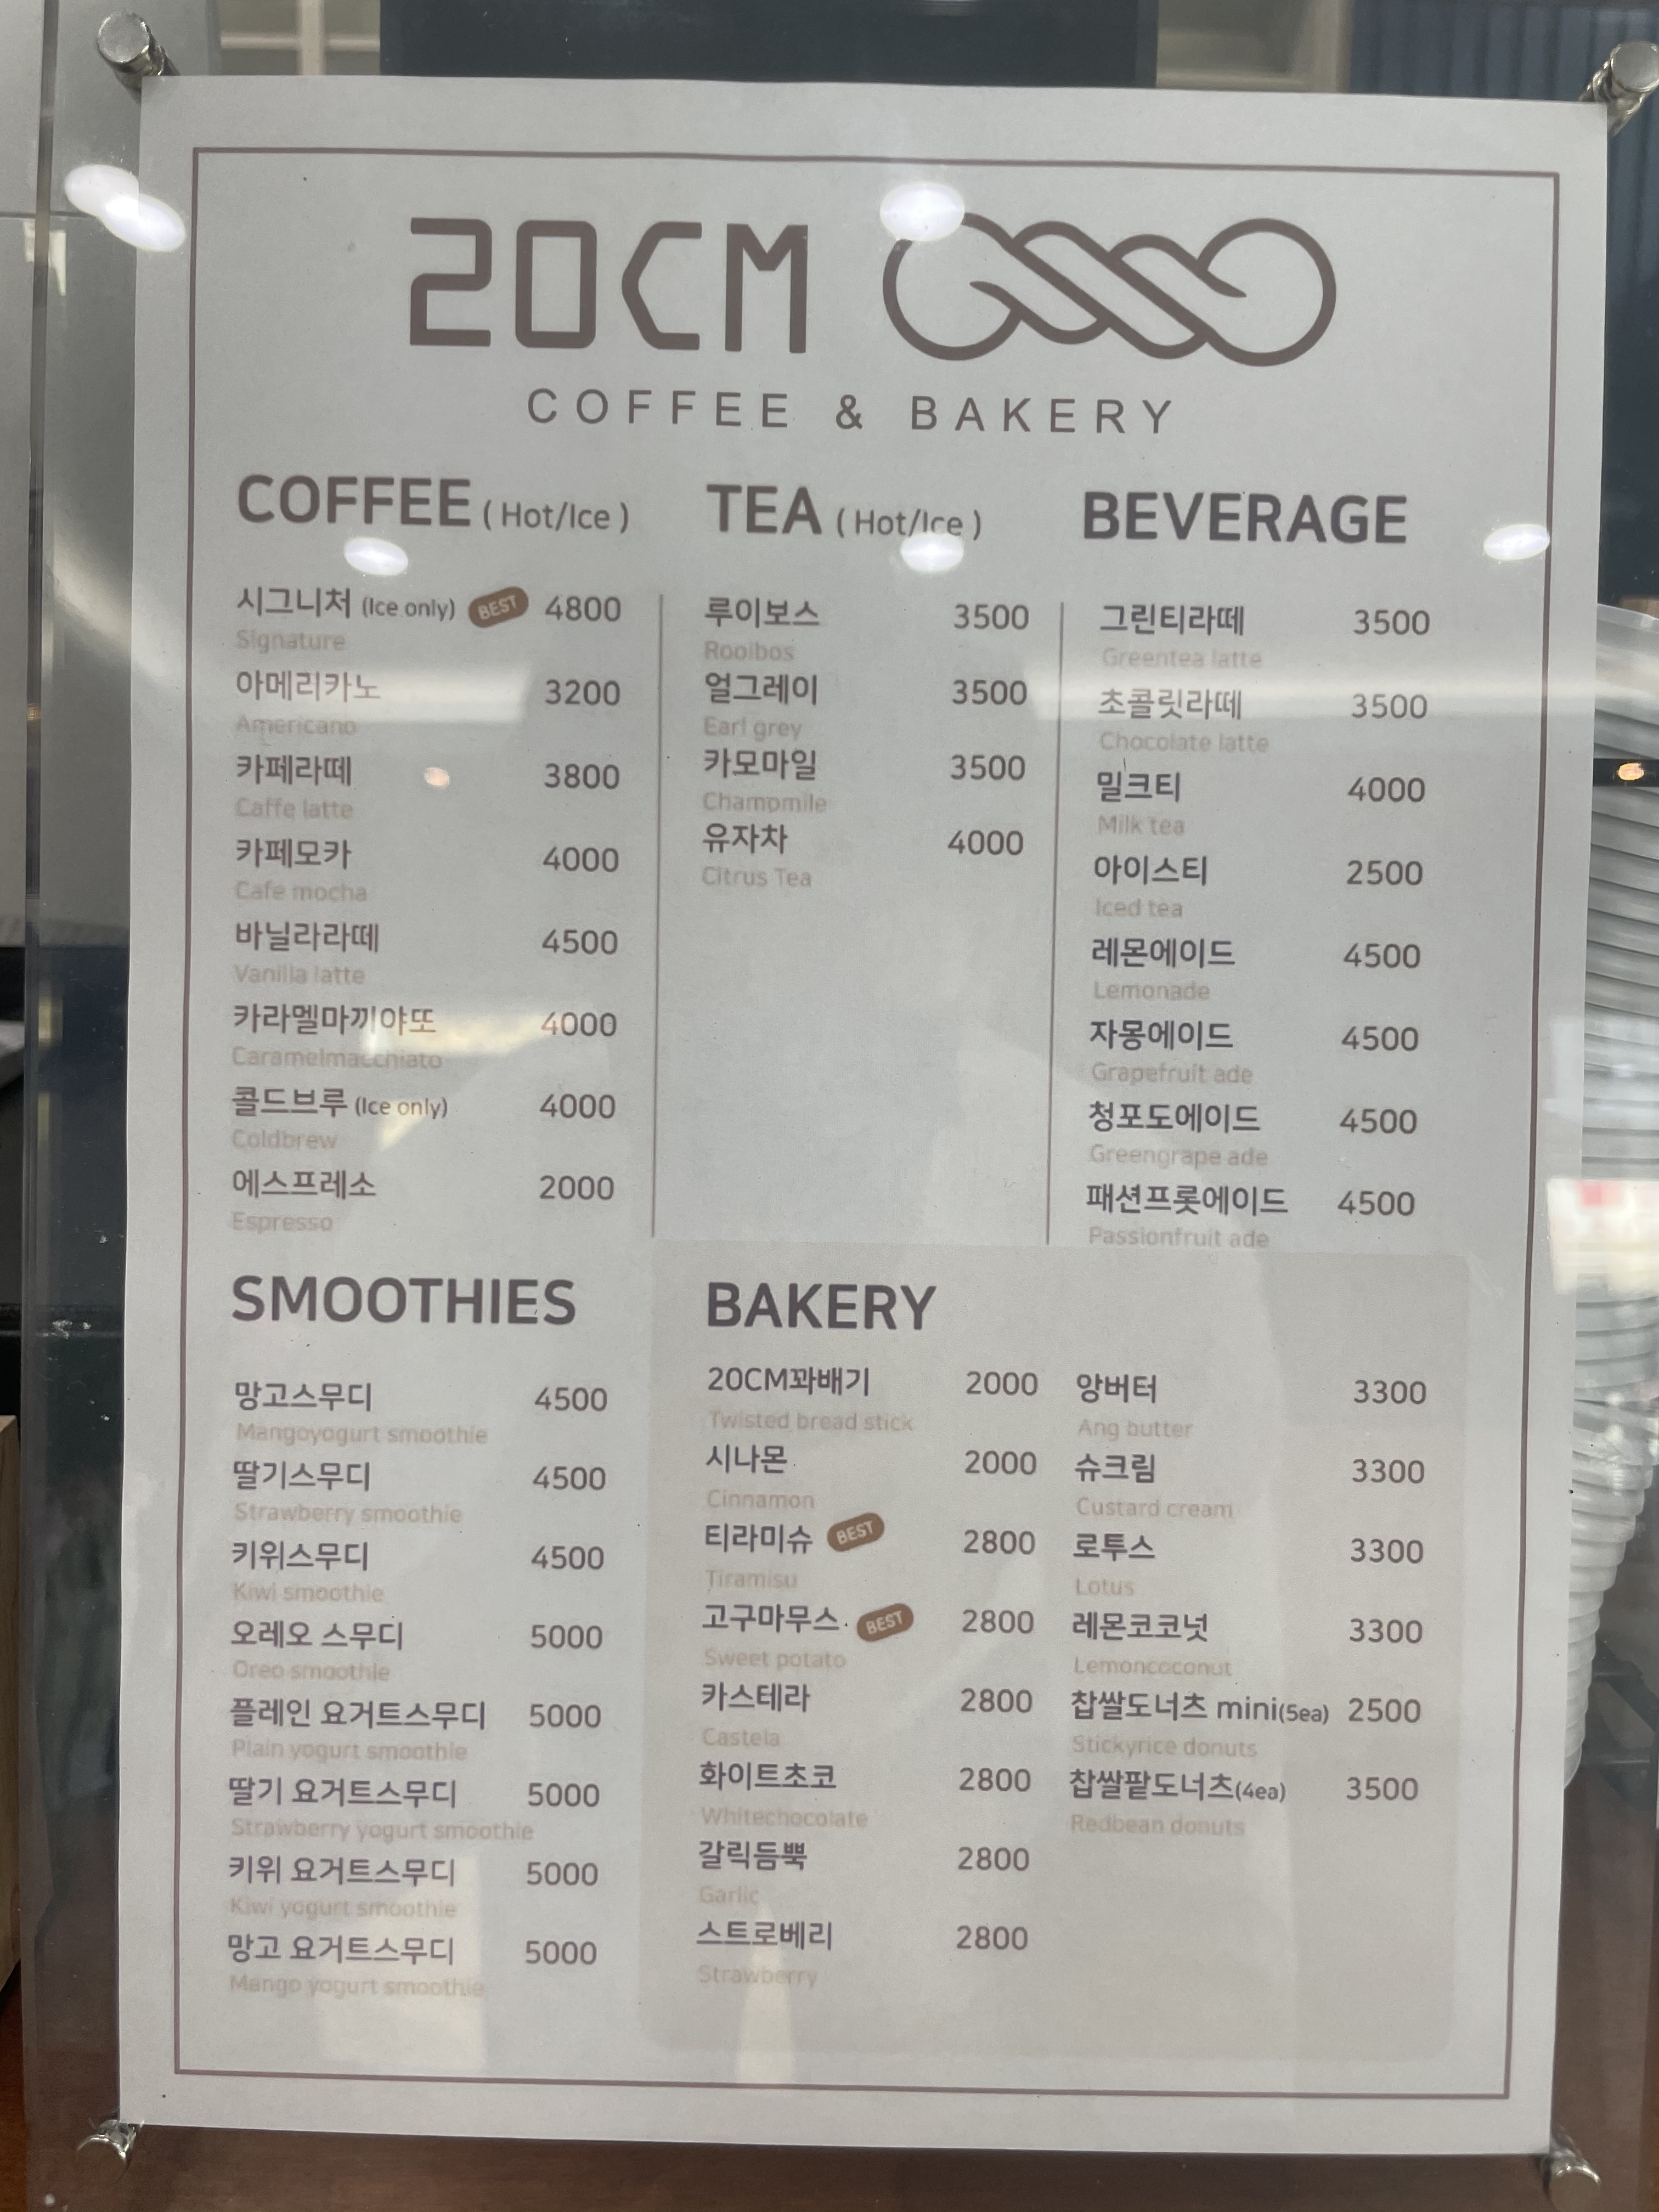 20CM
COFFEE & BAKERY
COFFEE ( Hot/Ice )
시그니처 (Ice only) BEST 4800
Signature
아메리카노 3200
Americano
카페라떼 3800
Caffe latte
카페모카 4000
Cafe mocha
바닐라라떼 4500
Vanilla latte
카라멜마끼야또 4000
Caramelmacchiato
콜드브루 (Ice only) 4000
Coldbrew
에스프레소 2000
Espresso
TEA ( Hot/Ice )
루이보스 3500
Rooibos
얼그레이 3500
Earl grey
카모마일 3500
Chamomile
유자차 4000
Citrus Tea
BEVERAGE
그린티라떼 3500
Greentea latte
초콜릿라떼 3500
Chocolate latte
밀크티 4000
Milk tea
아이스티 2500
Iced tea
레몬에이드 4500
Lemonade
자몽에이드 4500
Grapefruit ade
청포도에이드 4500
Greengrape ade
패션프룻에이드 4500
Passionfruit ade
SMOOTHIES
망고스무디 4500
Mangoyogurt smoothie
딸기스무디 4500
Strawberry smoothie
키위스무디 4500
Kiwi smoothie
오레오 스무디 5000
Oreo smoothie
플레인 요거트스무디 5000
Plain yogurt smoothie
딸기 요거트스무디 5000
Strawberry yogurt smoothie
키위 요거트스무디 5000
Kiwi yogurt smoothie
망고 요거트스무디 5000
Mango yogurt smoothie
BAKERY
20CM꽈배기 2000
Twisted bread stick
시나몬 2000
Cinnamon
티라미슈 BEST 2800
Tiramisu
고구마무스 BEST 2800
Sweet potato
카스테라 2800
Castela
화이트초코 2800
Whitechocolate
갈릭듬뿍 2800
Garlic
스트로베리 2800
Strawberry
앙버터 3300
Ang butter
슈크림 3300
Custard cream
로투스 3300
Lotus
레몬코코넛 3300
Lemoncoconut
찹쌀도너츠 mini(5ea) 2500
Stickyrice donuts
찹쌀팥도너츠(4ea) 3500
Redbean donuts